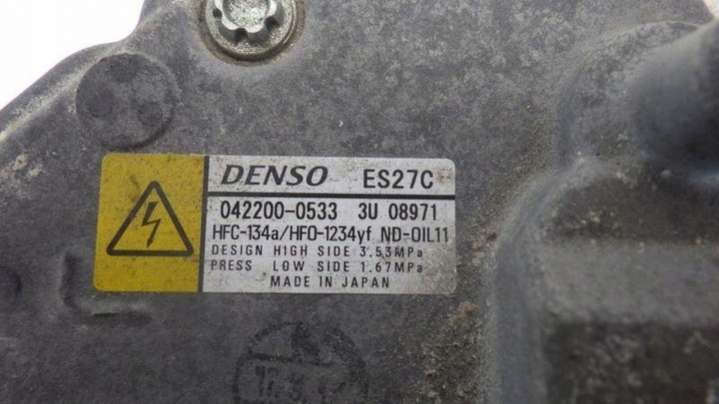 DENSO ES27C
042200-0533 3U 08971
HFC-134a/HFO-1234yf ND-OIL11
DESIGN HIGH SIDE 3.53MPa
PRESS LOW SIDE 1.67MPa
MADE IN JAPAN